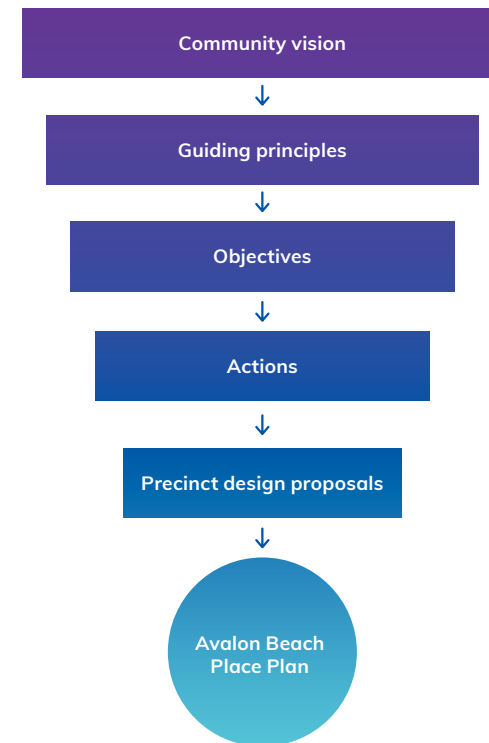 Community vision
Guiding principles
Objectives
Actions
Precinct design proposals
Avalon Beach
Place Plan